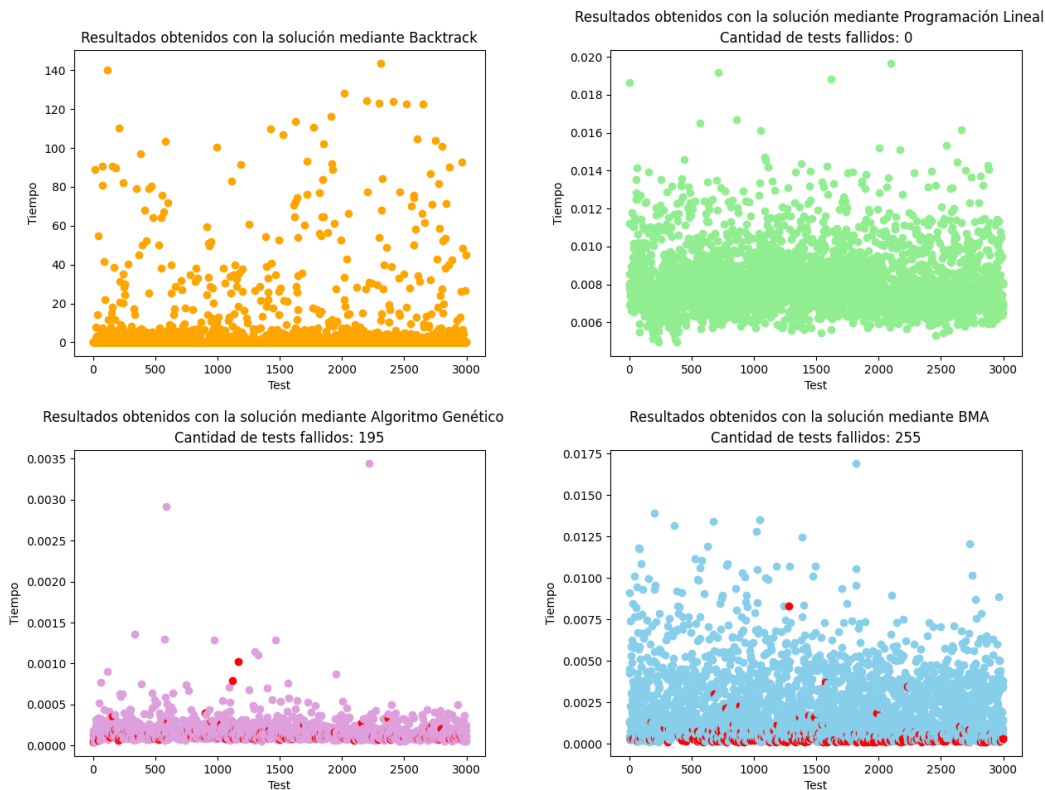 Resultados obtenidos con la solución mediante Backtrack
Tiempo
140
120
100
80
60
40
20
0
0 500 1000 1500 2000 2500 3000
Test
Resultados obtenidos con la solución mediante Programación Lineal
Cantidad de tests fallidos: 0
Tiempo
0.020
0.018
0.016
0.014
0.012
0.010
0.008
0.006
0 500 1000 1500 2000 2500 3000
Test
Resultados obtenidos con la solución mediante Algoritmo Genético
Cantidad de tests fallidos: 195
Tiempo
0.0035
0.0030
0.0025
0.0020
0.0015
0.0010
0.0005
0.0000
0 500 1000 1500 2000 2500 3000
Test
Resultados obtenidos con la solución mediante BMA
Cantidad de tests fallidos: 255
Tiempo
0.0175
0.0150
0.0125
0.0100
0.0075
0.0050
0.0025
0.0000
0 500 1000 1500 2000 2500 3000
Test